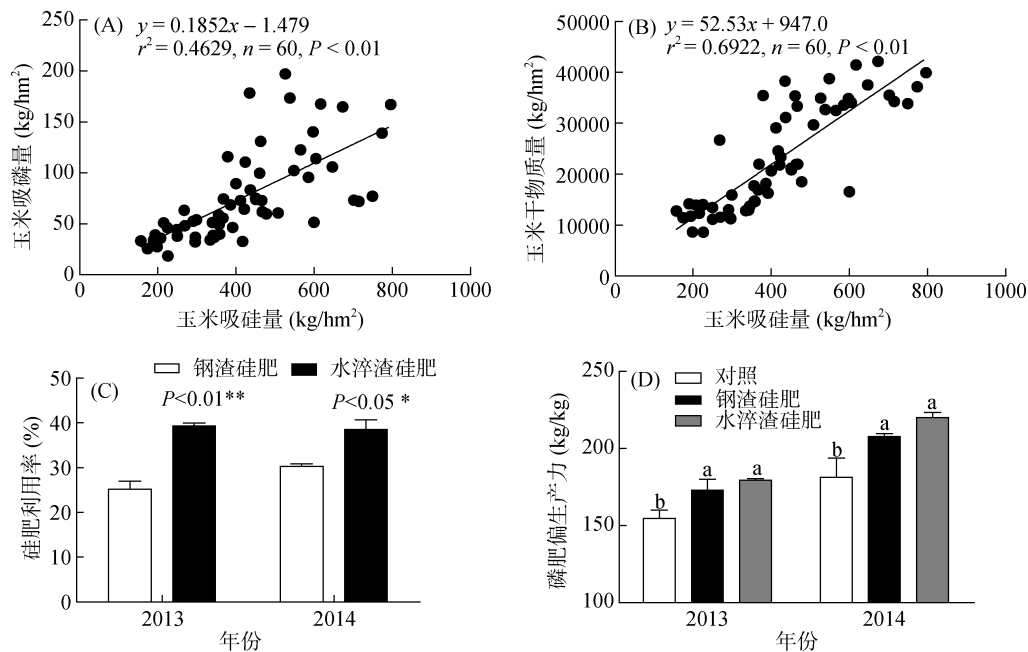 (A)
y = 0.1852x − 1.479
r² = 0.4629, n = 60, P < 0.01
250
200
150
100
50
0
0 200 400 600 800 1000
玉米吸磷量 (kg/hm²)
玉米吸硅量 (kg/hm²)
(B)
y = 52.53x + 947.0
r² = 0.6922, n = 60, P < 0.01
50000
40000
30000
20000
10000
0
0 200 400 600 800 1000
玉米干物质量 (kg/hm²)
玉米吸硅量 (kg/hm²)
(C)
钢渣硅肥 水淬渣硅肥
P<0.01** P<0.05 *
50
40
30
20
10
0
2013 2014
硅肥利用率 (%)
年份
(D)
对照
钢渣硅肥
水淬渣硅肥
250
200
150
100
b a a b a a
2013 2014
磷肥偏生产力 (kg/kg)
年份